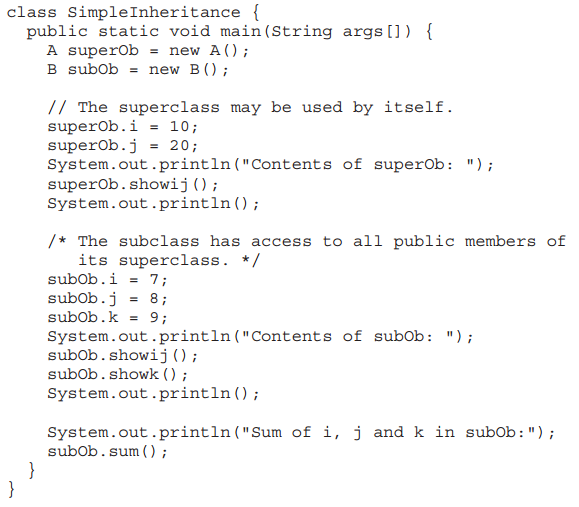 class SimpleInheritance {
  public static void main(String args[]) {
    A superOb = new A();
    B subOb = new B();

    // The superclass may be used by itself.
    superOb.i = 10;
    superOb.j = 20;
    System.out.println("Contents of superOb: ");
    superOb.showij();
    System.out.println();

    /* The subclass has access to all public members of
       its superclass. */
    subOb.i = 7;
    subOb.j = 8;
    subOb.k = 9;
    System.out.println("Contents of subOb: ");
    subOb.showij();
    subOb.showk();
    System.out.println();

    System.out.println("Sum of i, j and k in subOb:");
    subOb.sum();
  }
}